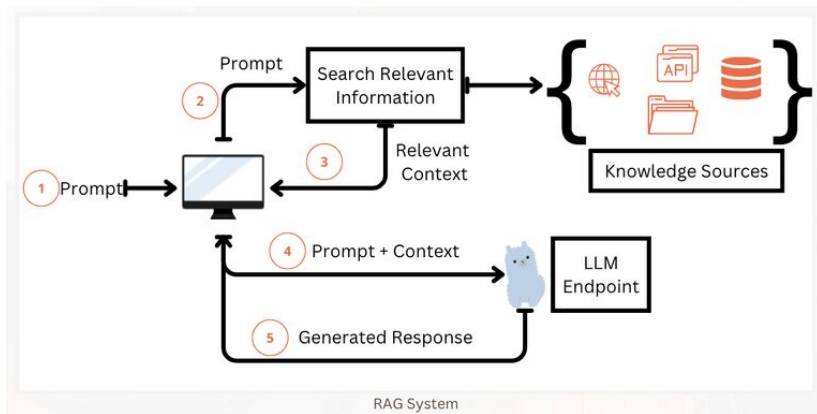 Prompt
2
Search Relevant
Information
API
3
Relevant
Context
Knowledge Sources
1
Prompt
4
Prompt + Context
LLM
Endpoint
5
Generated Response
RAG System